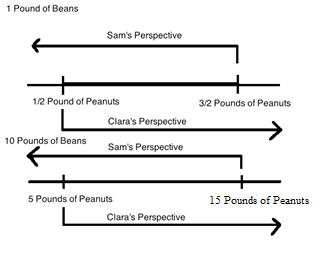 1 Pound of Beans
Sam's Perspective
1/2 Pound of Peanuts 3/2 Pounds of Peanuts
Clara's Perspective
10 Pounds of Beans
Sam's Perspective
5 Pounds of Peanuts 15 Pounds of Peanuts
Clara's Perspective